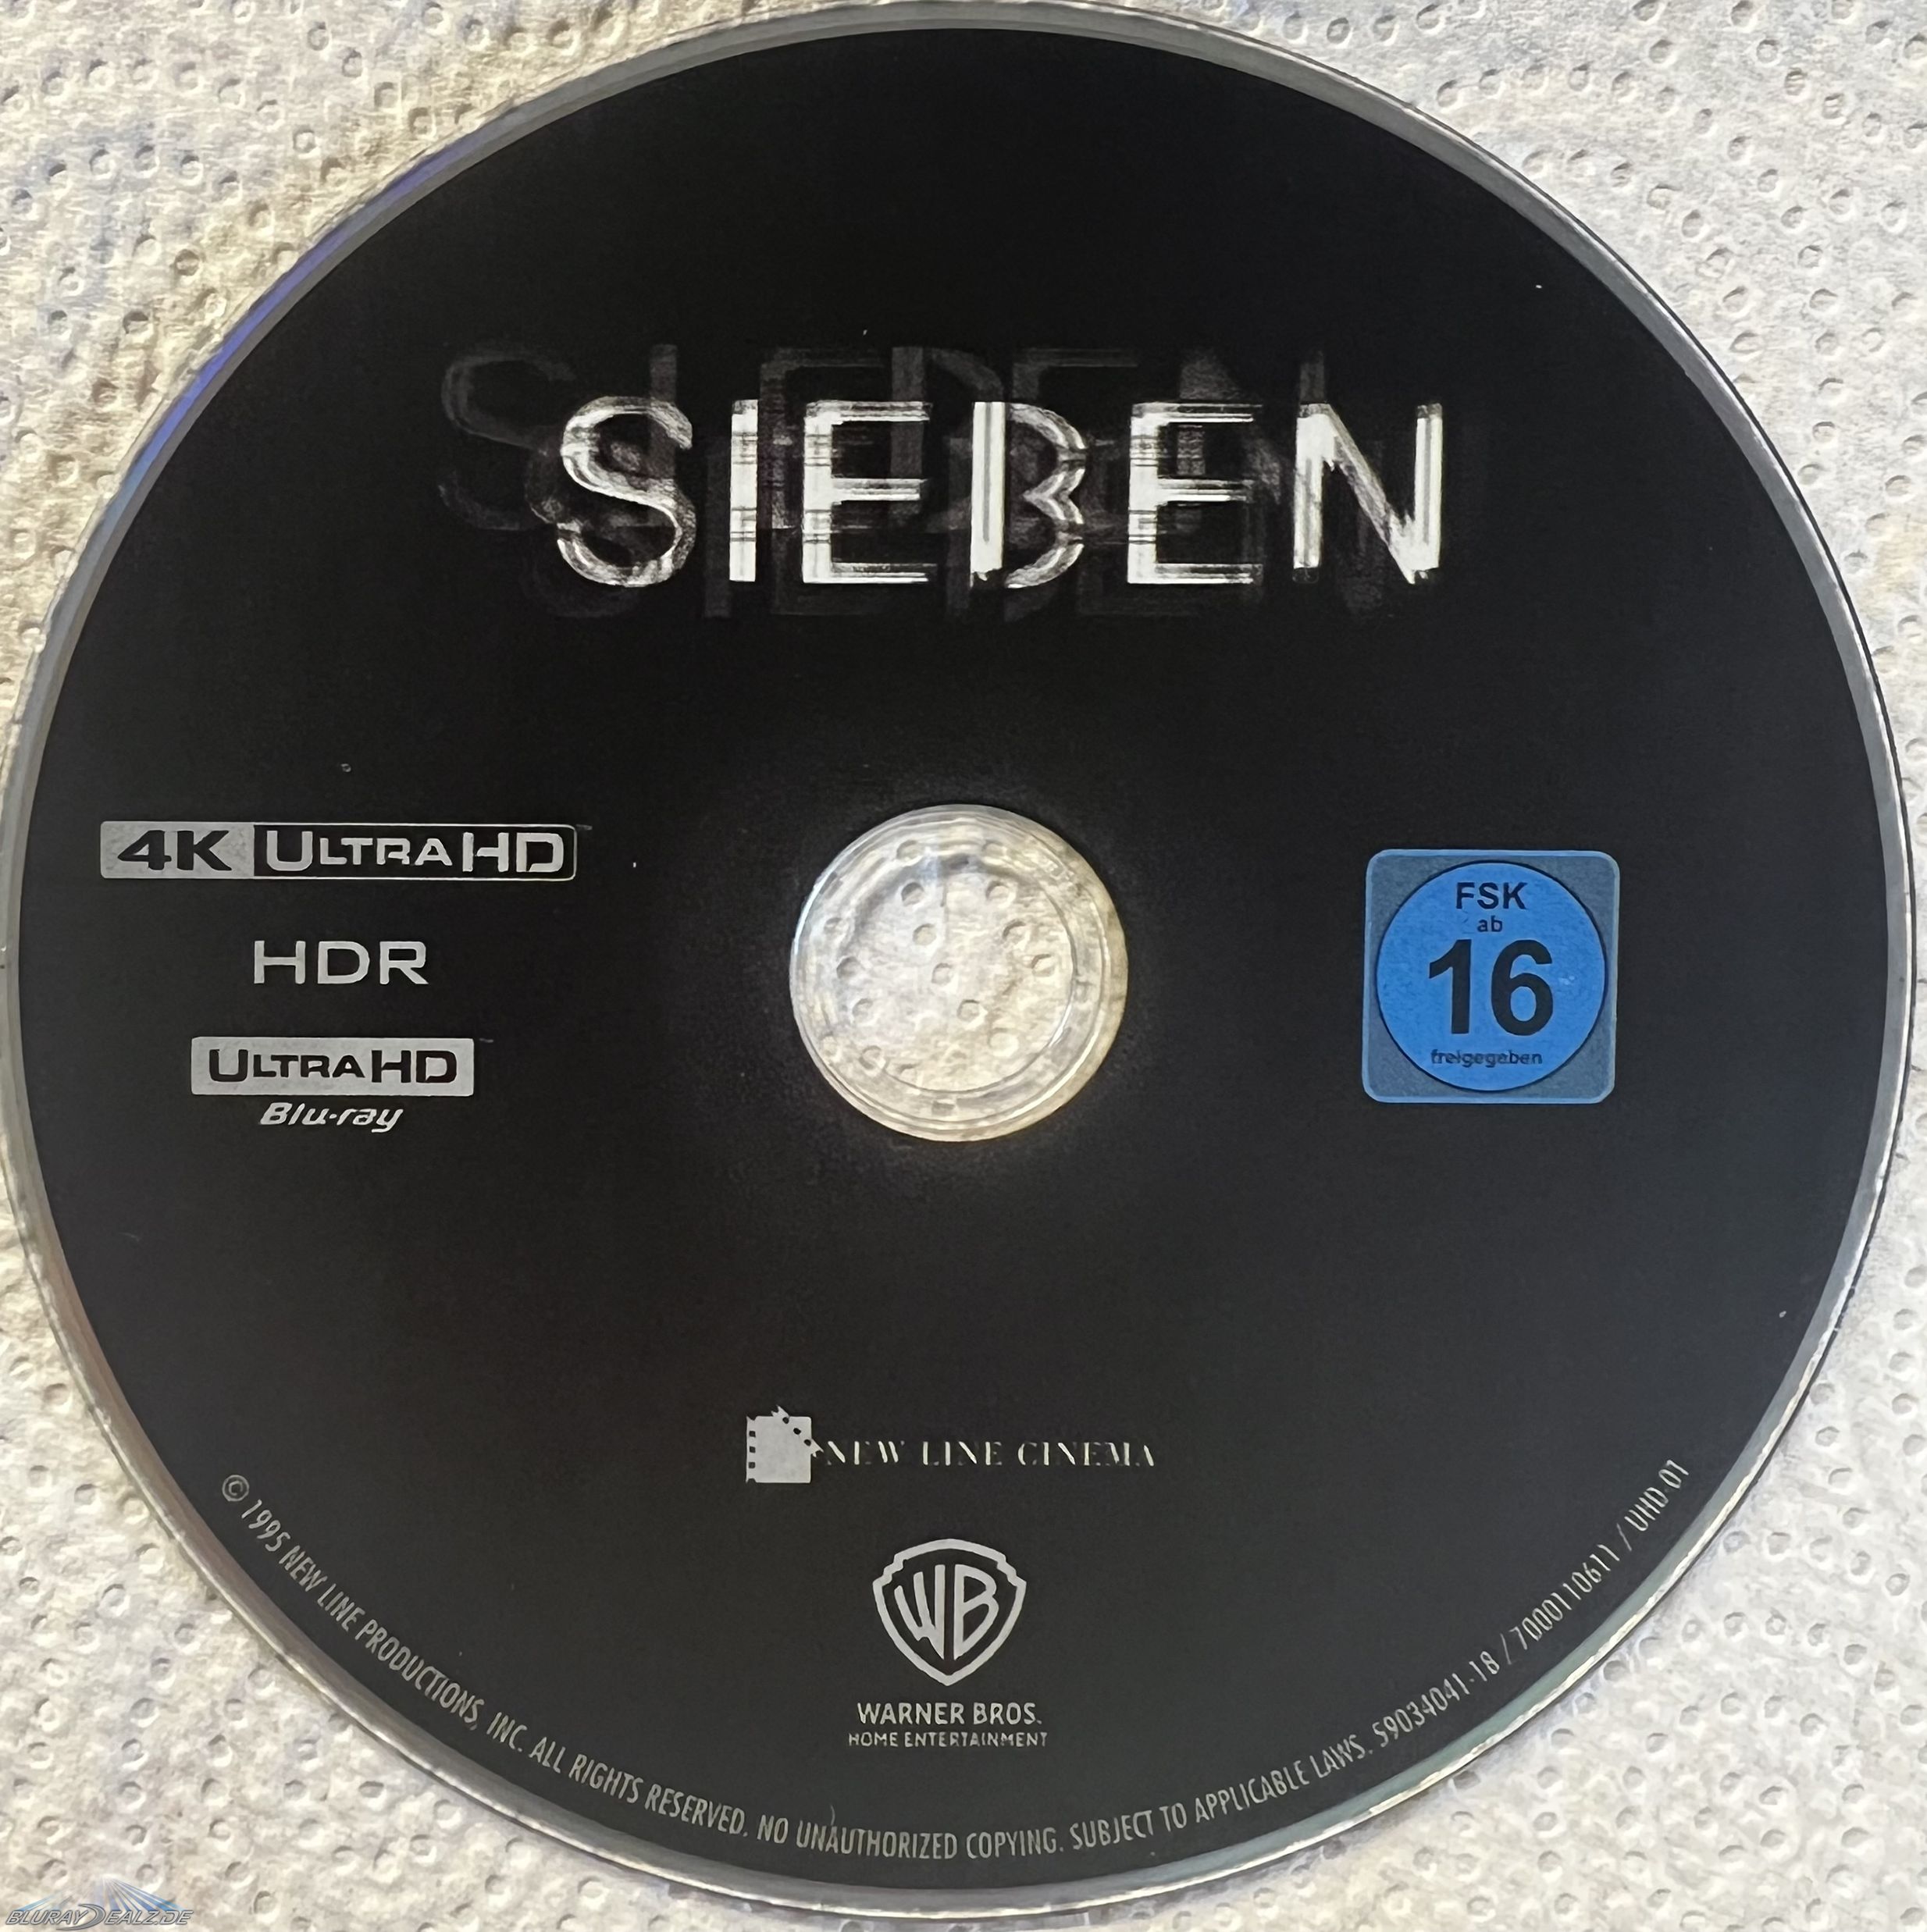 SIEBEN
4K ULTRA HD
HDR
ULTRA HD
Blu-ray
FSK
ab
16
freigegeben
NEW LINE CINEMA
WB
WARNER BROS.
HOME ENTERTAINMENT
© 1995 NEW LINE PRODUCTIONS, INC. ALL RIGHTS RESERVED. NO UNAUTHORIZED COPYING. SUBJECT TO APPLICABLE LAWS. 59034041-18 / 7000110611 / UHD-01
BLURAYDEALZ.DE